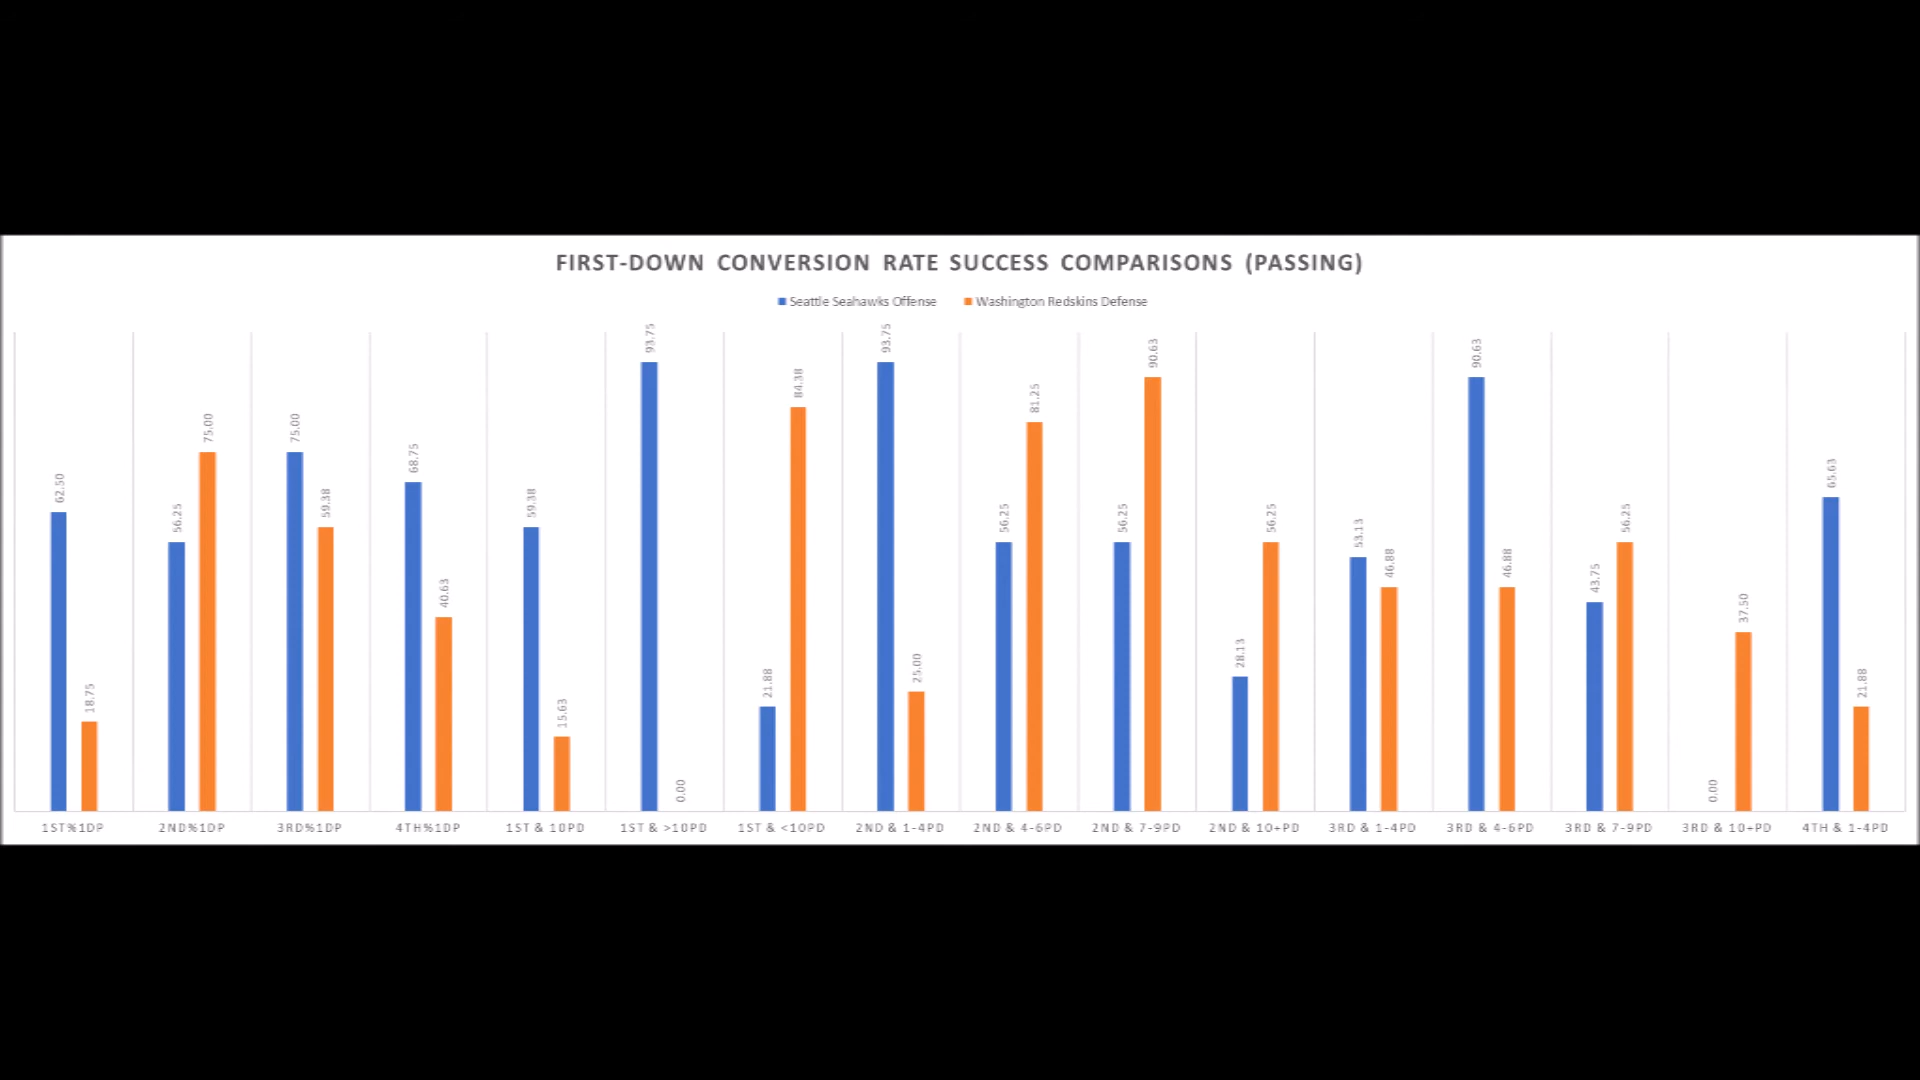 FIRST-DOWN CONVERSION RATE SUCCESS COMPARISONS (PASSING)
Seattle Seahawks Offense Washington Redskins Defense
62.50 18.75 56.25 75.00 75.00 59.38 68.75 40.63 59.38 15.63 93.75 0.00 21.88 84.38 93.75 25.00 56.25 81.25 56.25 90.63 28.13 56.25 53.13 46.88 90.63 46.88 43.75 56.25 0.00 37.50 65.63 21.88
1ST%1DP 2ND%1DP 3RD%1DP 4TH%1DP 1ST & 10PD 1ST & >10PD 1ST & <10PD 2ND & 1-4PD 2ND & 4-6PD 2ND & 7-9PD 2ND & 10+PD 3RD & 1-4PD 3RD & 4-6PD 3RD & 7-9PD 3RD & 10+PD 4TH & 1-4PD